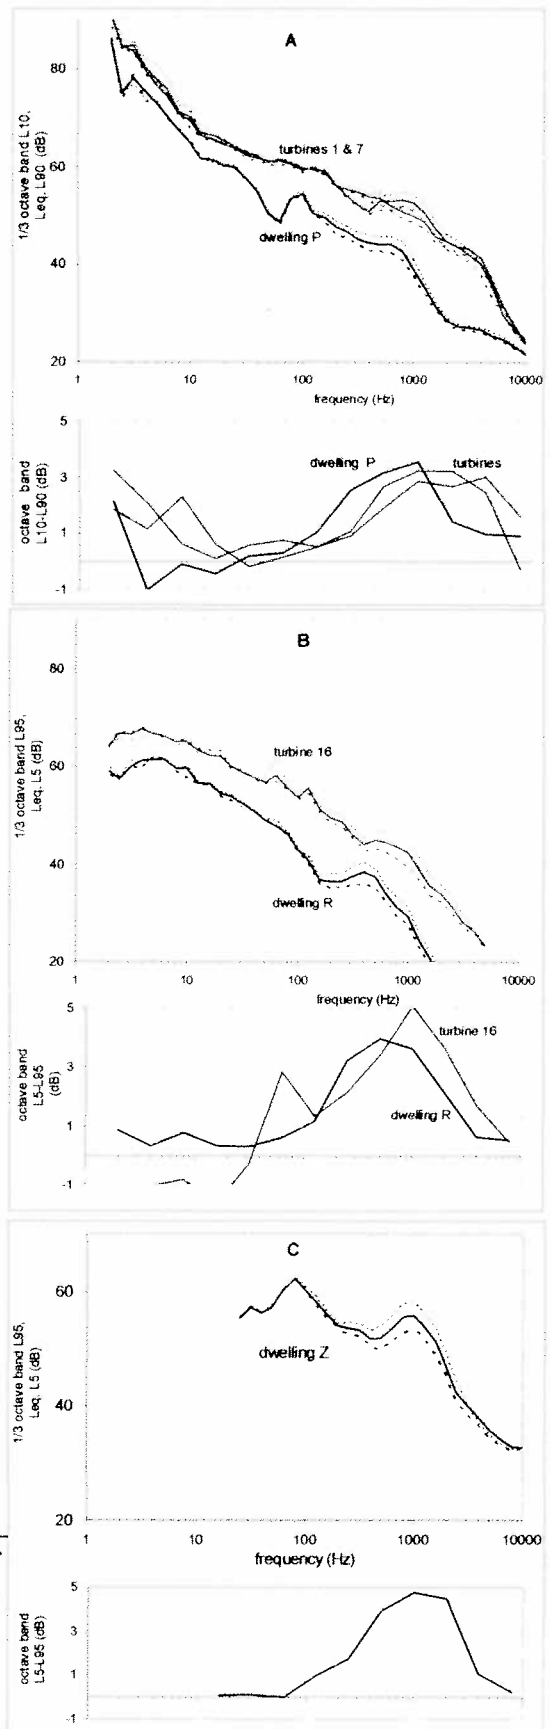 A
1/3 octave band L10,
Leq, L90 (dB)
80
60
40
20
turbines 1 & 7
dwelling P
1
10
100
1000
10000
frequency (Hz)
octave band
L10-L90 (dB)
5
3
1
-1
dwelling P
turbines
B
1/3 octave band L95,
Leq, L5 (dB)
80
60
40
20
turbine 16
dwelling R
1
10
100
1000
10000
frequency (Hz)
octave band
L5-L95
(dB)
5
3
1
-1
turbine 16
dwelling R
C
1/3 octave band L95,
Leq, L5 (dB)
60
40
20
dwelling Z
1
10
100
1000
10000
frequency (Hz)
octave band
L5-L95 (dB)
5
3
1
-1